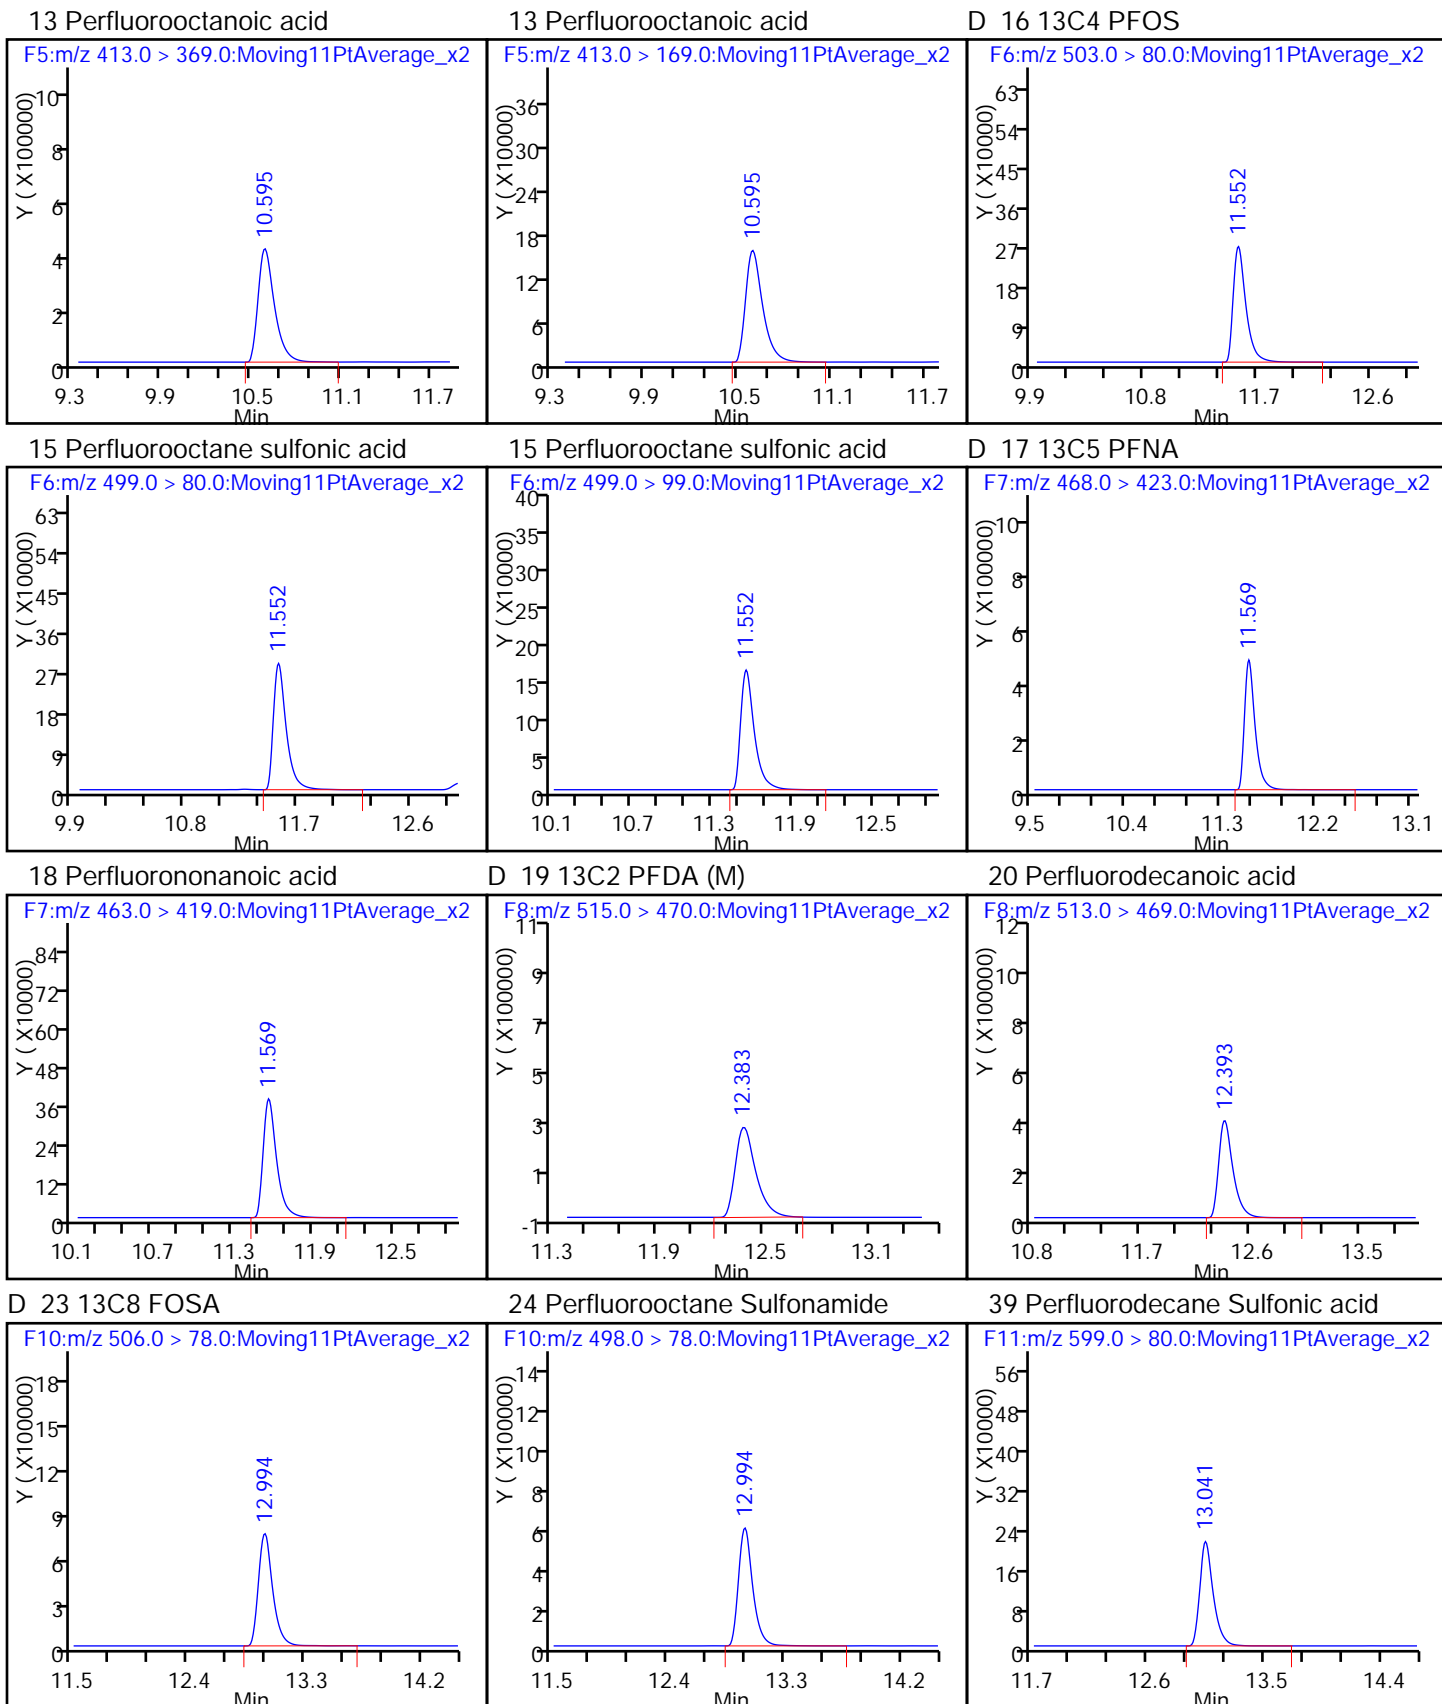 13 Perfluorooctanoic acid
F5:m/z 413.0 > 369.0:Moving11PtAverage_x2
Y ( X100000)
10
8
6
4
2
0
10.595
9.3 9.9 10.5 11.1 11.7
Min
13 Perfluorooctanoic acid
F5:m/z 413.0 > 169.0:Moving11PtAverage_x2
Y ( X10000)
36
30
24
18
12
6
0
10.595
9.3 9.9 10.5 11.1 11.7
Min
D 16 13C4 PFOS
F6:m/z 503.0 > 80.0:Moving11PtAverage_x2
Y ( X10000)
63
54
45
36
27
18
9
0
11.552
9.9 10.8 11.7 12.6
Min
15 Perfluorooctane sulfonic acid
F6:m/z 499.0 > 80.0:Moving11PtAverage_x2
Y ( X10000)
63
54
45
36
27
18
9
0
11.552
9.9 10.8 11.7 12.6
Min
15 Perfluorooctane sulfonic acid
F6:m/z 499.0 > 99.0:Moving11PtAverage_x2
Y ( X10000)
40
35
30
25
20
15
10
5
0
11.552
10.1 10.7 11.3 11.9 12.5
Min
D 17 13C5 PFNA
F7:m/z 468.0 > 423.0:Moving11PtAverage_x2
Y ( X100000)
10
8
6
4
2
0
11.569
9.5 10.4 11.3 12.2 13.1
Min
18 Perfluorononanoic acid
F7:m/z 463.0 > 419.0:Moving11PtAverage_x2
Y ( X10000)
84
72
60
48
36
24
12
0
11.569
10.1 10.7 11.3 11.9 12.5
Min
D 19 13C2 PFDA (M)
F8:m/z 515.0 > 470.0:Moving11PtAverage_x2
Y ( X100000)
11
9
7
5
3
1
-1
12.383
11.3 11.9 12.5 13.1
Min
20 Perfluorodecanoic acid
F8:m/z 513.0 > 469.0:Moving11PtAverage_x2
Y ( X100000)
12
10
8
6
4
2
0
12.393
10.8 11.7 12.6 13.5
Min
D 23 13C8 FOSA
F10:m/z 506.0 > 78.0:Moving11PtAverage_x2
Y ( X100000)
18
15
12
9
6
3
0
12.994
11.5 12.4 13.3 14.2
Min
24 Perfluorooctane Sulfonamide
F10:m/z 498.0 > 78.0:Moving11PtAverage_x2
Y ( X100000)
14
12
10
8
6
4
2
0
12.994
11.5 12.4 13.3 14.2
Min
39 Perfluorodecane Sulfonic acid
F11:m/z 599.0 > 80.0:Moving11PtAverage_x2
Y ( X10000)
56
48
40
32
24
16
8
0
13.041
11.7 12.6 13.5 14.4
Min